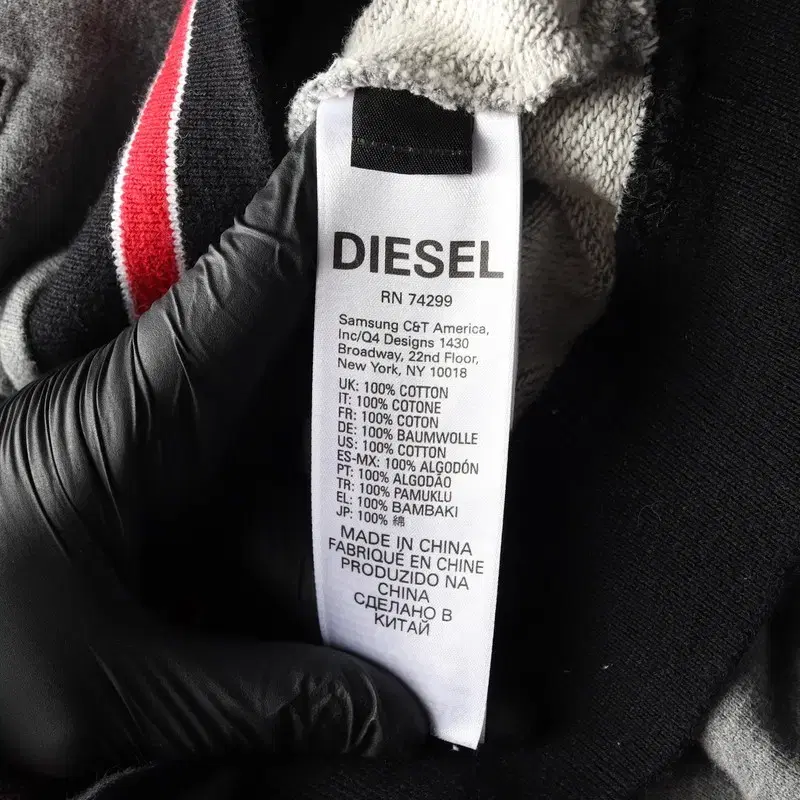 DIESEL
RN 74299
Samsung C&T America,
Inc/Q4 Designs 1430
Broadway, 22nd Floor,
New York, NY 10018
UK: 100% COTTON
IT: 100% COTONE
FR: 100% COTON
DE: 100% BAUMWOLLE
US: 100% COTTON
ES-MX: 100% ALGODÓN
PT: 100% ALGODÃO
TR: 100% PAMUKLU
EL: 100% BAMBAKI
JP: 100% 綿
MADE IN CHINA
FABRIQUÉ EN CHINE
PRODUZIDO NA
CHINA
СДЕЛАНО В
КИТАЙ